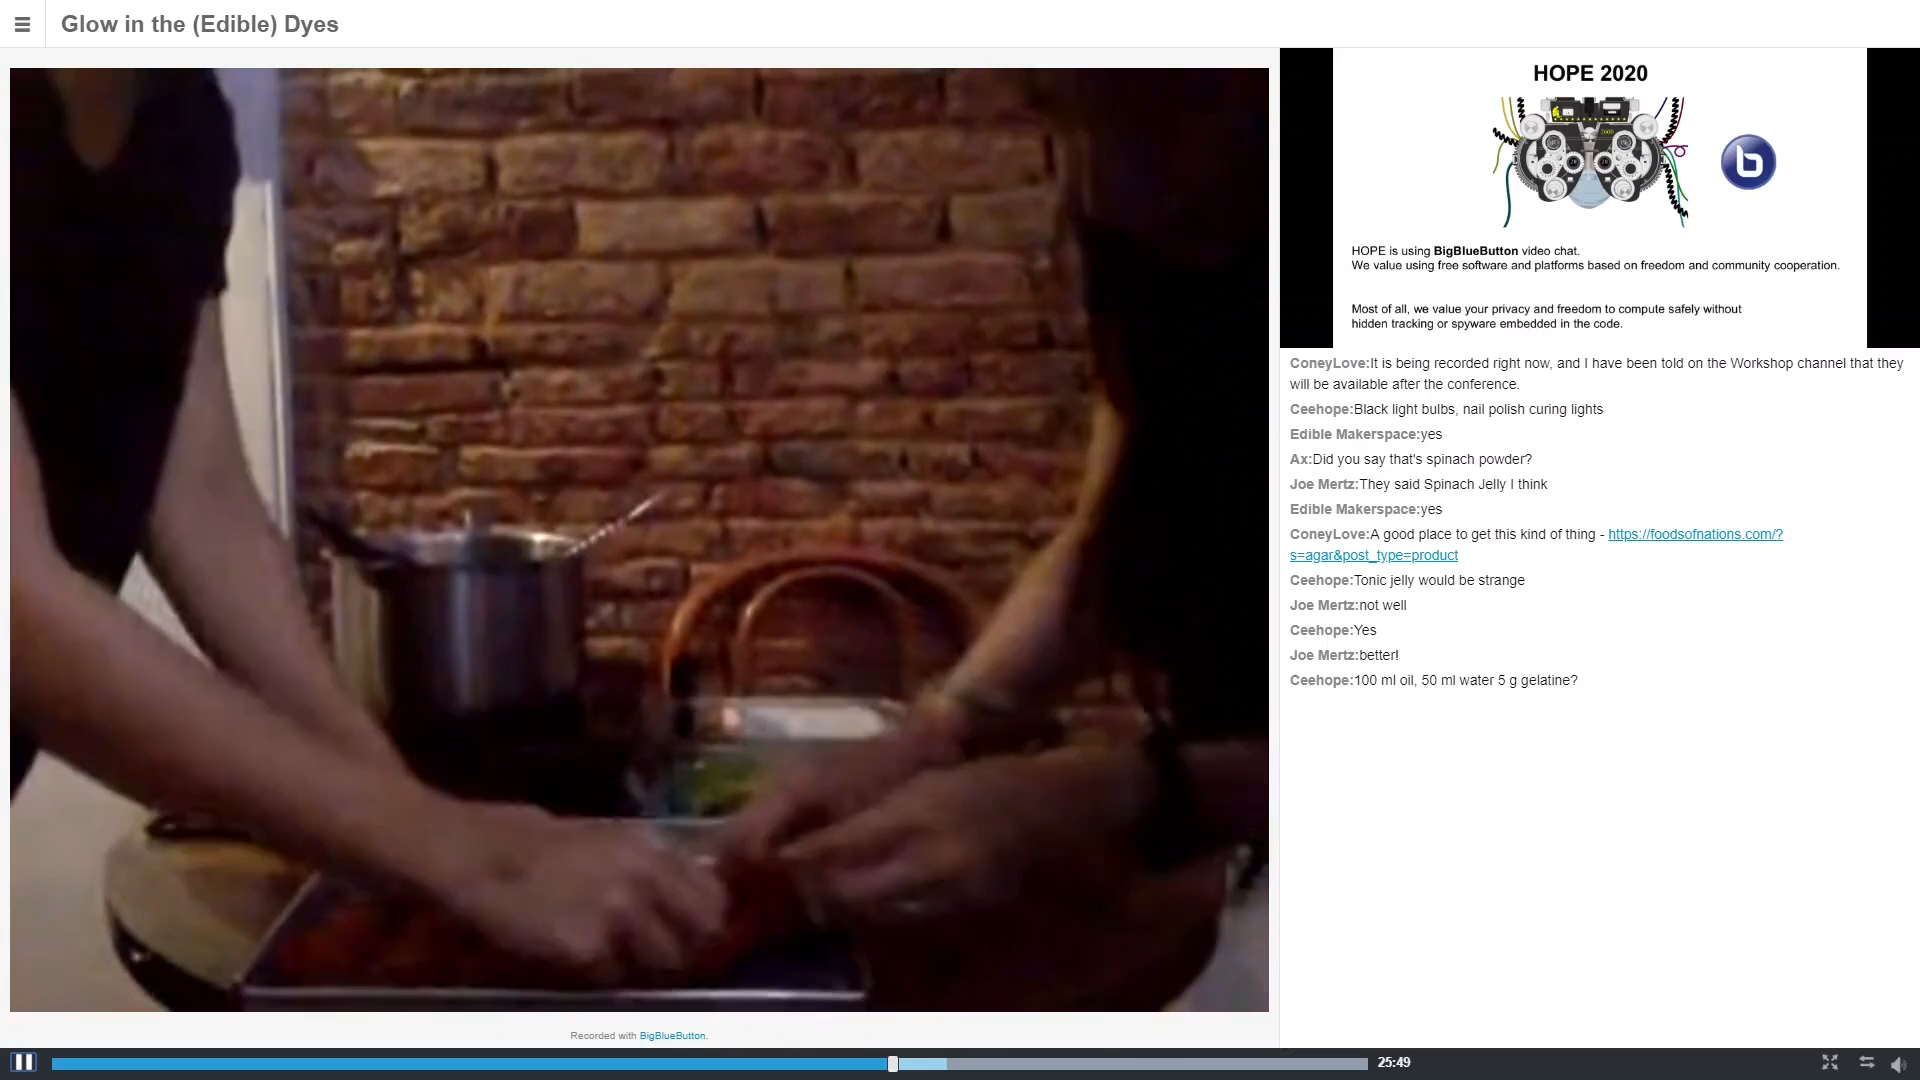 Glow in the (Edible) Dyes
HOPE 2020
2600
HOPE is using BigBlueButton video chat.
We value using free software and platforms based on freedom and community cooperation.
Most of all, we value your privacy and freedom to compute safely without
hidden tracking or spyware embedded in the code.
ConeyLove:It is being recorded right now, and I have been told on the Workshop channel that they
will be available after the conference.
Ceehope:Black light bulbs, nail polish curing lights
Edible Makerspace:yes
Ax:Did you say that's spinach powder?
Joe Mertz:They said Spinach Jelly I think
Edible Makerspace:yes
ConeyLove:A good place to get this kind of thing - https://foodsofnations.com/?
s=agar&post_type=product
Ceehope:Tonic jelly would be strange
Joe Mertz:not well
Ceehope:Yes
Joe Mertz:better!
Ceehope:100 ml oil, 50 ml water 5 g gelatine?
Recorded with BigBlueButton.
25:49